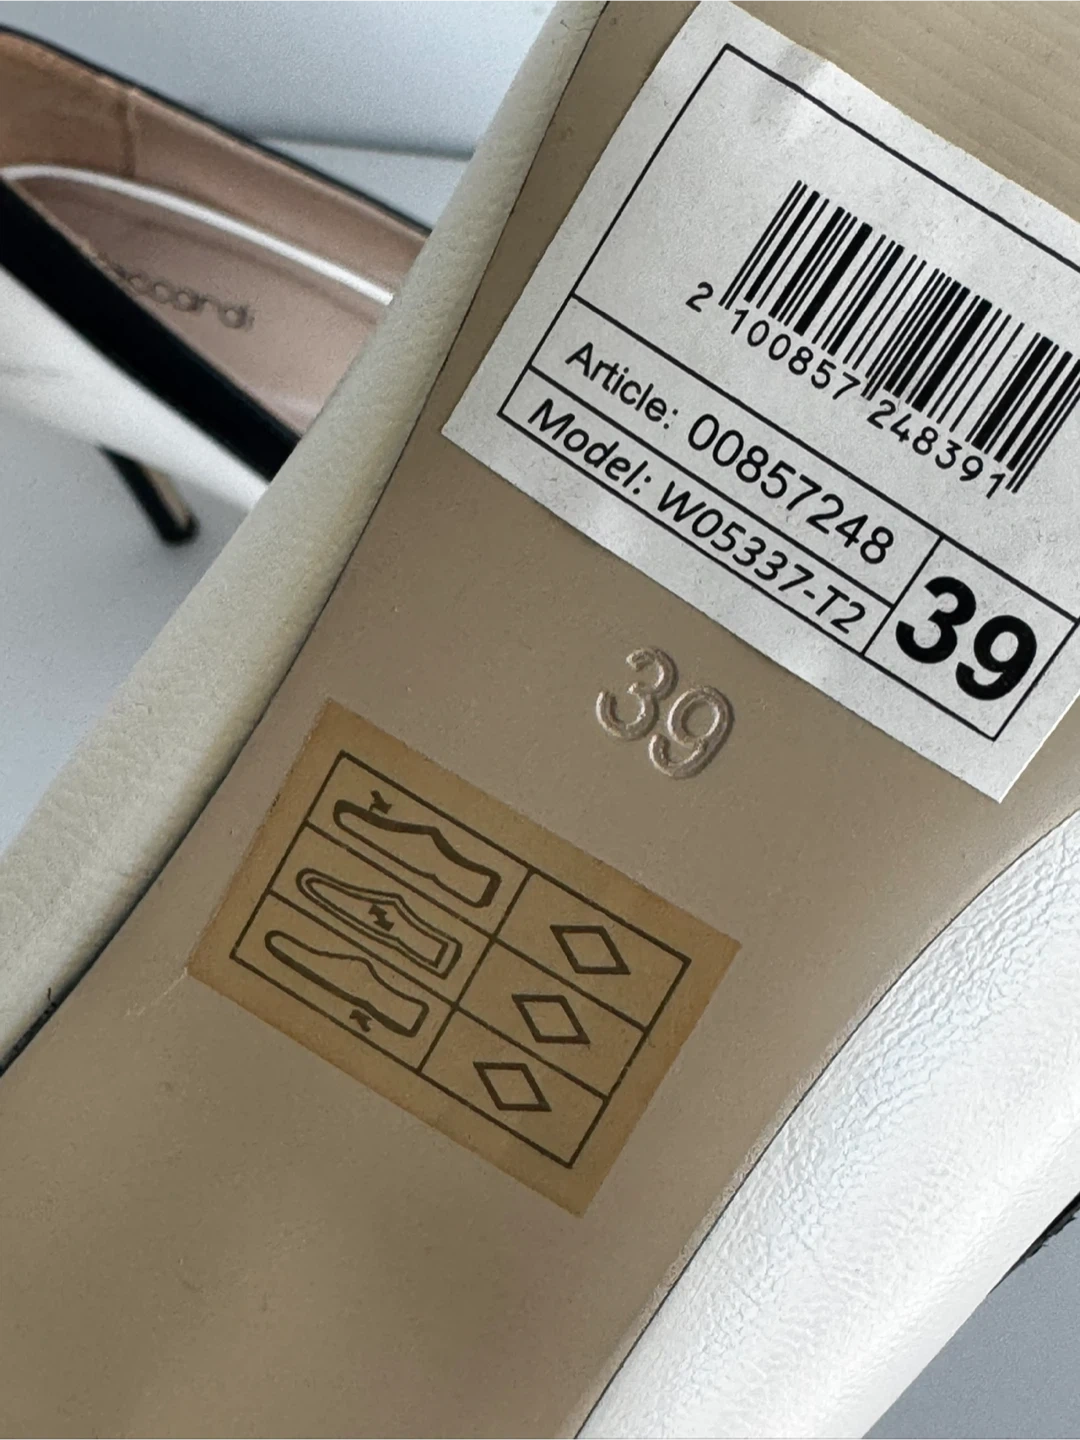 2 100857 248391
Article: 00857248
Model: W05337-T2
39
39